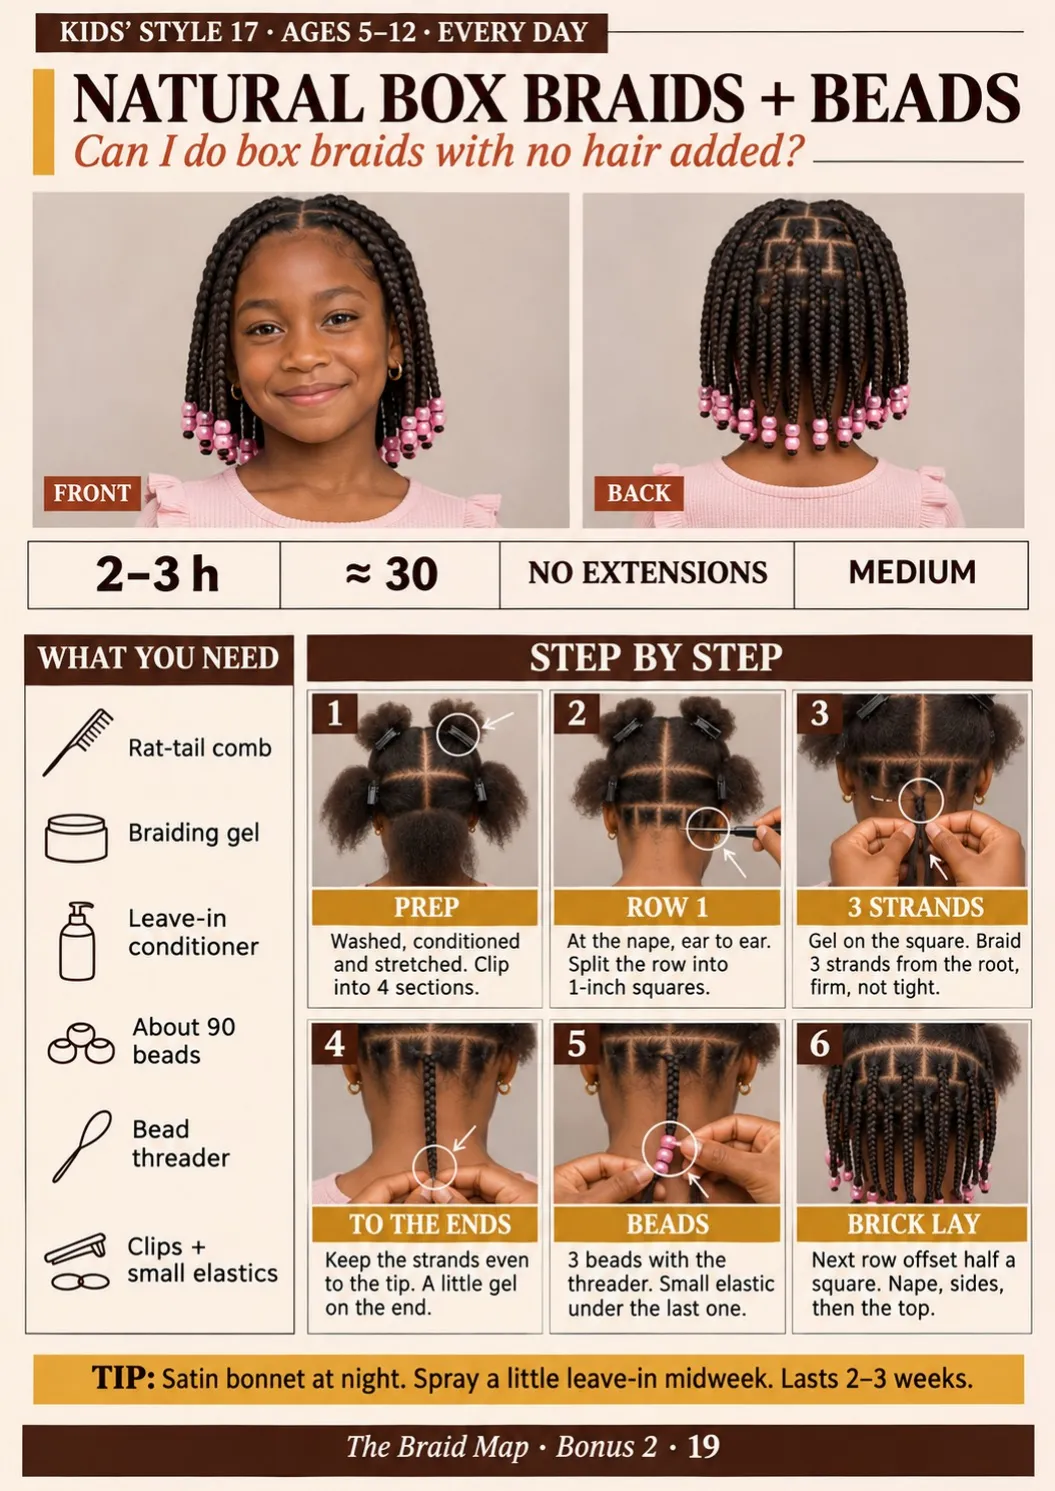 KIDS' STYLE 17 · AGES 5–12 · EVERY DAY
NATURAL BOX BRAIDS + BEADS
Can I do box braids with no hair added?
FRONT
BACK
2–3 h
≈ 30
NO EXTENSIONS
MEDIUM
WHAT YOU NEED
Rat-tail comb
Braiding gel
Leave-in
conditioner
About 90
beads
Bead
threader
Clips +
small elastics
STEP BY STEP
1
PREP
Washed, conditioned
and stretched. Clip
into 4 sections.
2
ROW 1
At the nape, ear to ear.
Split the row into
1-inch squares.
3
3 STRANDS
Gel on the square. Braid
3 strands from the root,
firm, not tight.
4
TO THE ENDS
Keep the strands even
to the tip. A little gel
on the end.
5
BEADS
3 beads with the
threader. Small elastic
under the last one.
6
BRICK LAY
Next row offset half a
square. Nape, sides,
then the top.
TIP: Satin bonnet at night. Spray a little leave-in midweek. Lasts 2–3 weeks.
The Braid Map · Bonus 2 · 19